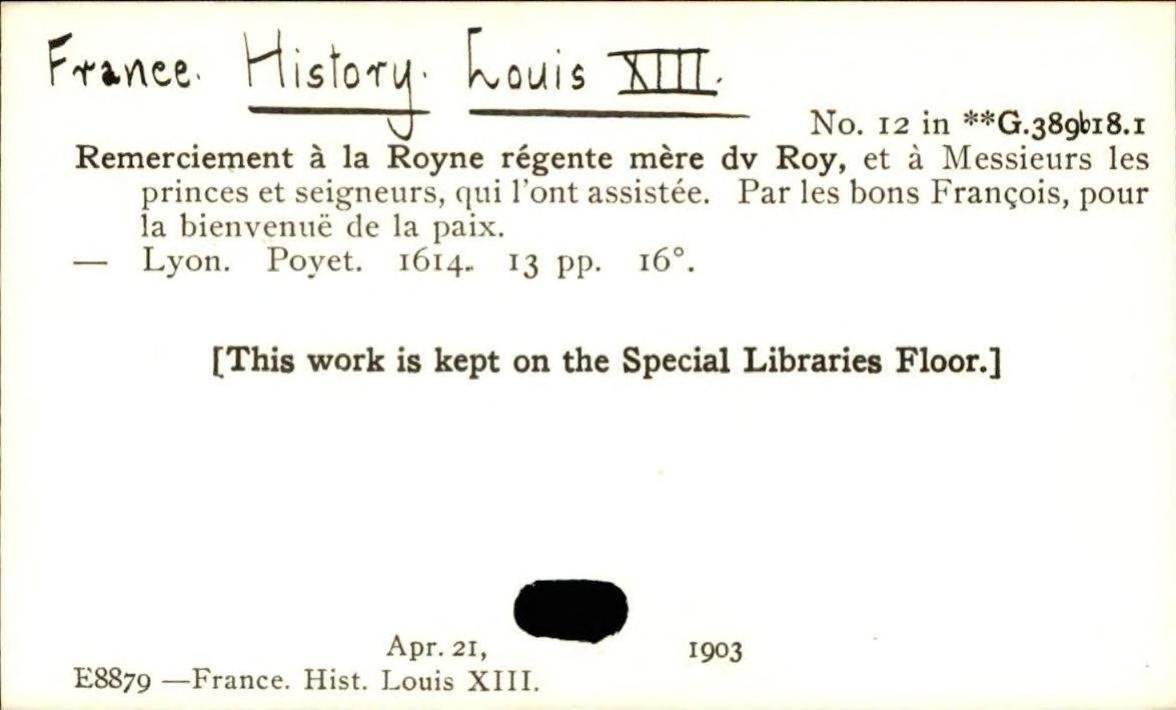 France. History. Louis XIII.
No. 12 in **G.389b18.1
Remerciement à la Royne régente mère dv Roy, et à Messieurs les
princes et seigneurs, qui l'ont assistée. Par les bons François, pour
la bienvenuë de la paix.
— Lyon. Poyet. 1614. 13 pp. 16°.
[This work is kept on the Special Libraries Floor.]
Apr. 21, 1903
E8879 —France. Hist. Louis XIII.